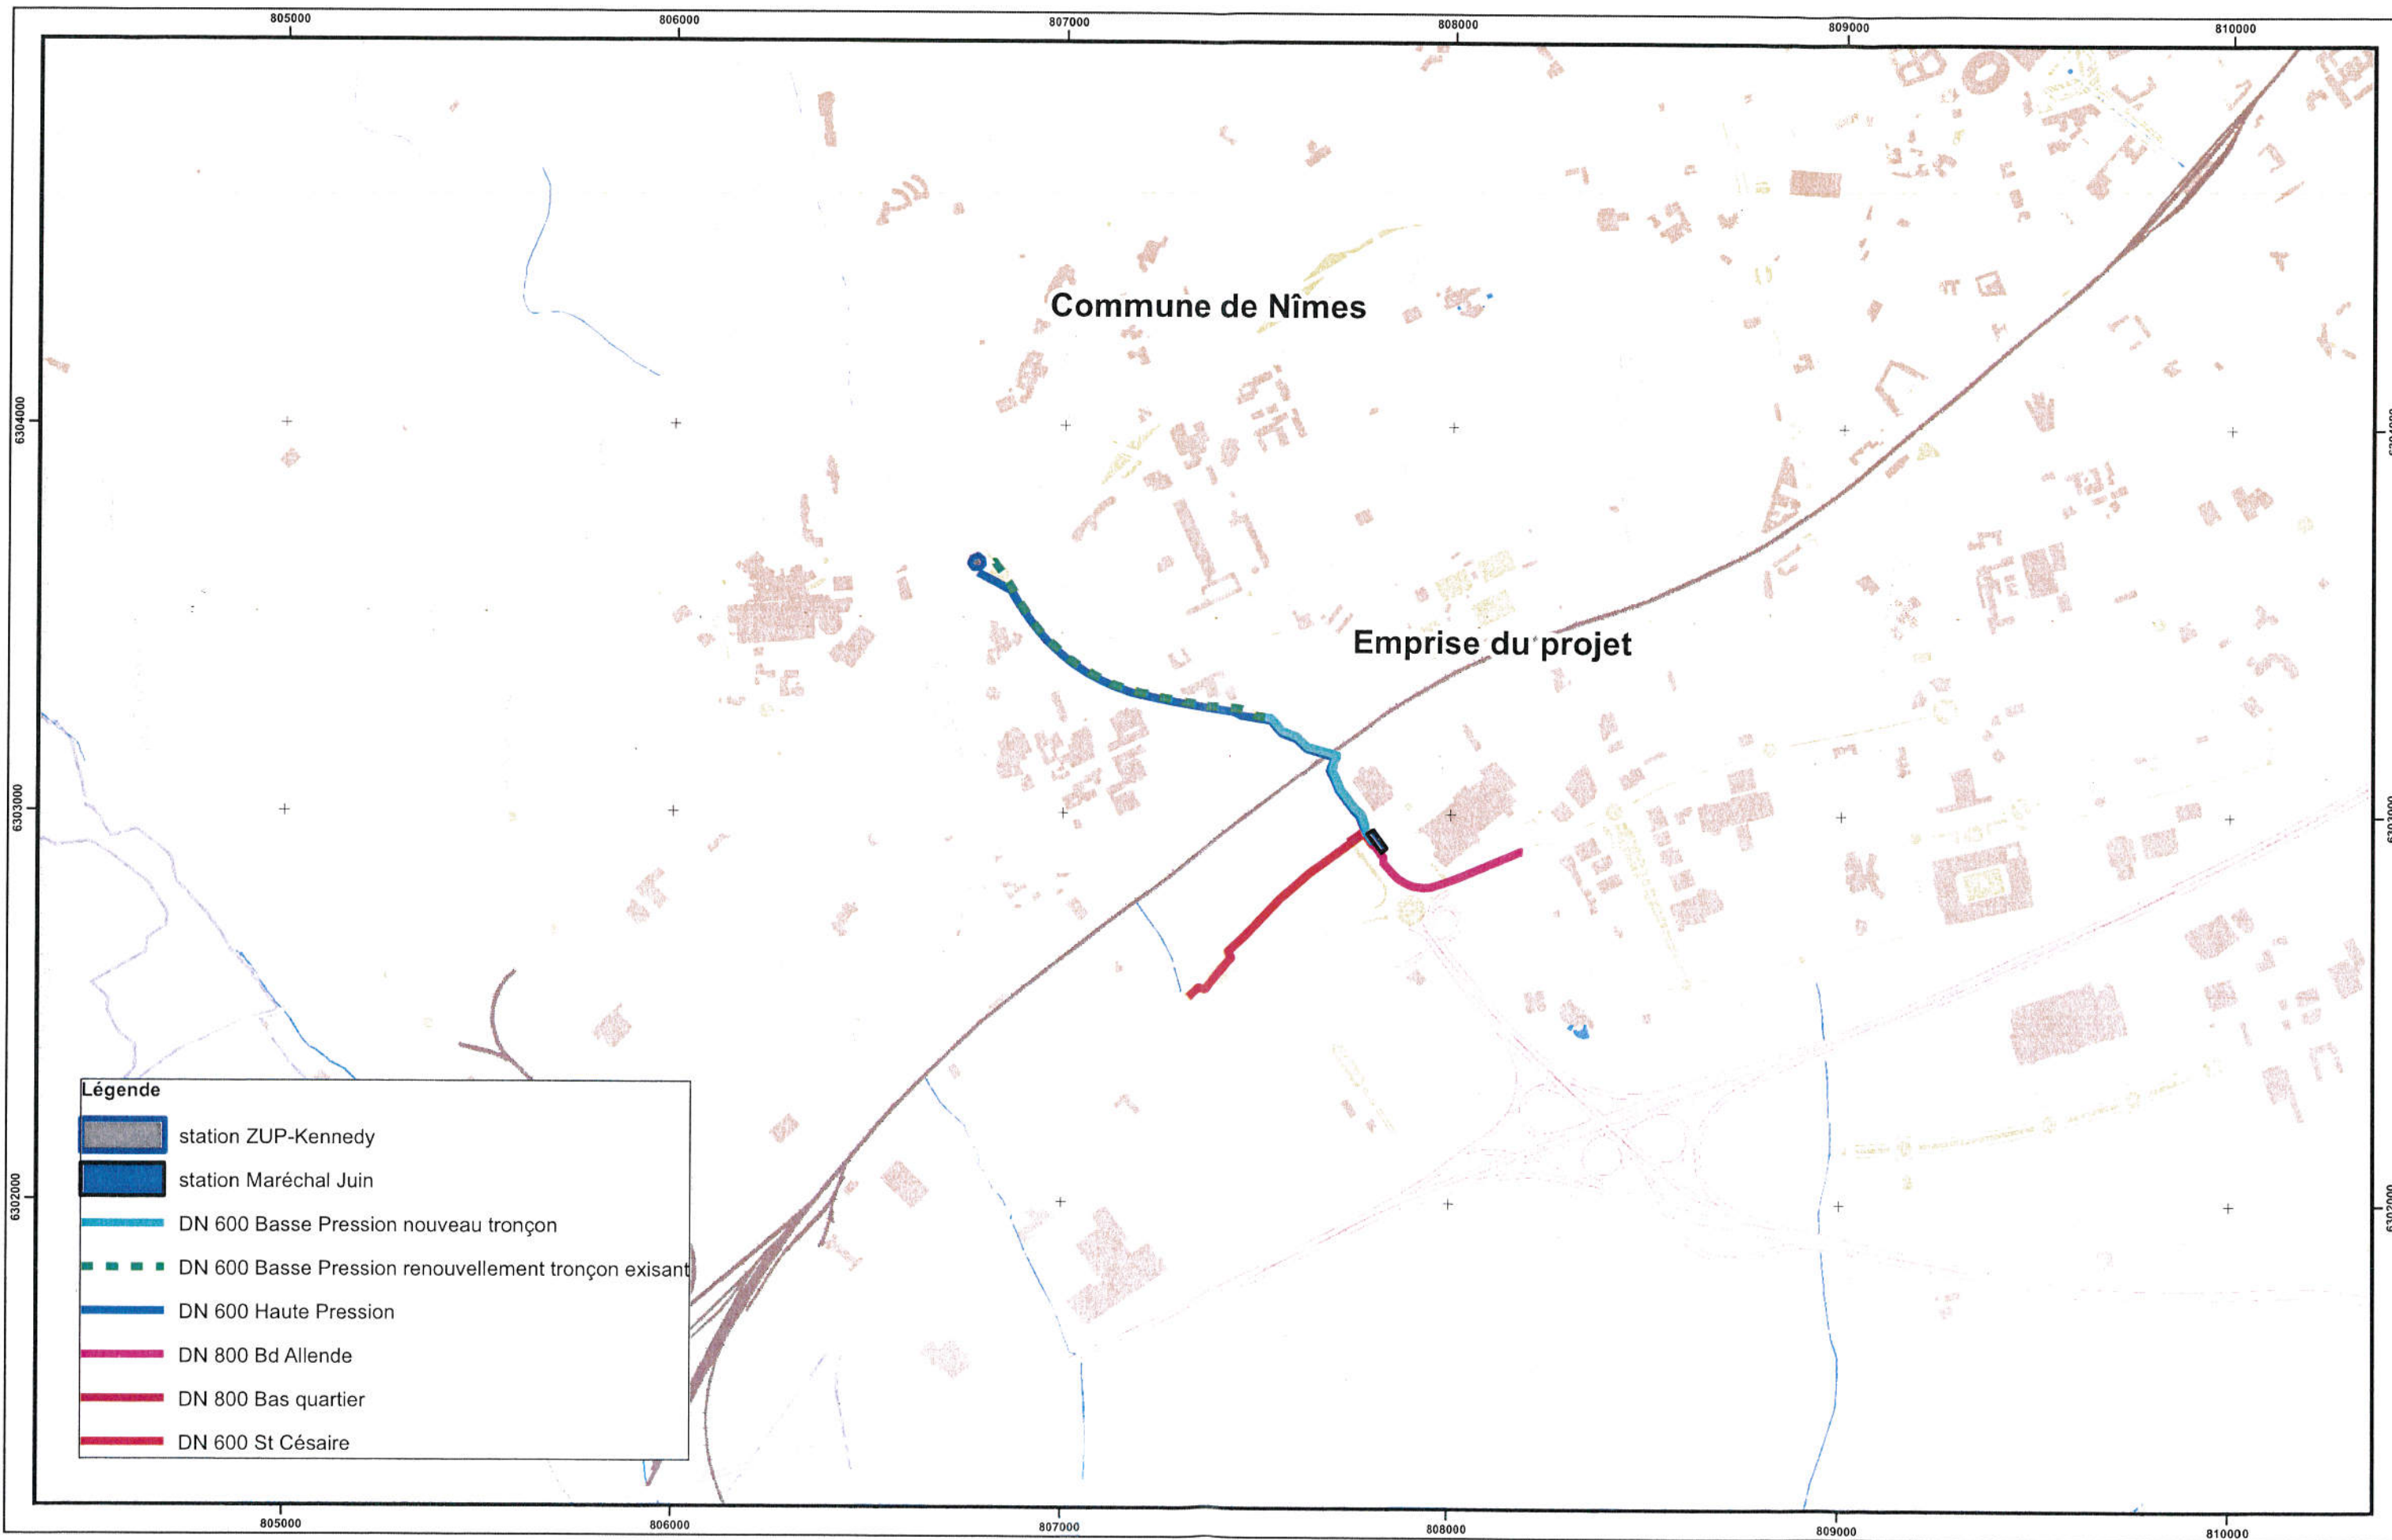 805000
806000
807000
808000
809000
810000
Commune de Nîmes
6304000
Emprise du projet
6303000
6303000
Légende
station ZUP-Kennedy
station Maréchal Juin
DN 600 Basse Pression nouveau tronçon
DN 600 Basse Pression renouvellement tronçon exisant
DN 600 Haute Pression
DN 800 Bd Allende
DN 800 Bas quartier
DN 600 St Césaire
6302000
6302000
805000
806000
807000
808000
809000
810000